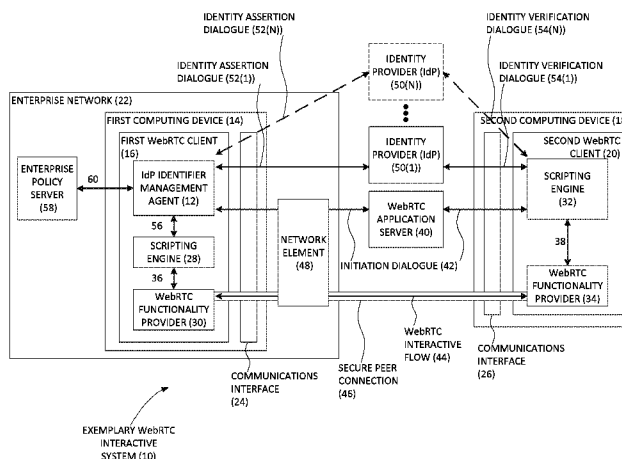 IDENTITY ASSERTION
DIALOGUE (52(N))
IDENTITY VERIFICATION
DIALOGUE (54(N))
IDENTITY ASSERTION
DIALOGUE (52(1))
IDENTITY
PROVIDER (IdP)
(50(N))
IDENTITY VERIFICATION
DIALOGUE (54(1))
ENTERPRISE NETWORK (22)
FIRST COMPUTING DEVICE (14)
SECOND COMPUTING DEVICE (18
FIRST WebRTC CLIENT
(16)
IDENTITY
PROVIDER (IdP)
(50(1))
SECOND WebRTC
CLIENT (20)
ENTERPRISE
POLICY
SERVER
(58)
60
IdP IDENTIFIER
MANAGEMENT
AGENT (12)
SCRIPTING
ENGINE
(32)
WebRTC
APPLICATION
SERVER (40)
56
NETWORK
ELEMENT
(48)
SCRIPTING
ENGINE (28)
INITIATION DIALOGUE (42)
38
36
WebRTC
FUNCTIONALITY
PROVIDER (30)
WebRTC
FUNCTIONALITY
PROVIDER (34)
WebRTC
INTERACTIVE
FLOW (44)
COMMUNICATIONS
INTERFACE
(24)
SECURE PEER
CONNECTION
(46)
COMMUNICATIONS
INTERFACE
(26)
EXEMPLARY WebRTC
INTERACTIVE
SYSTEM (10)